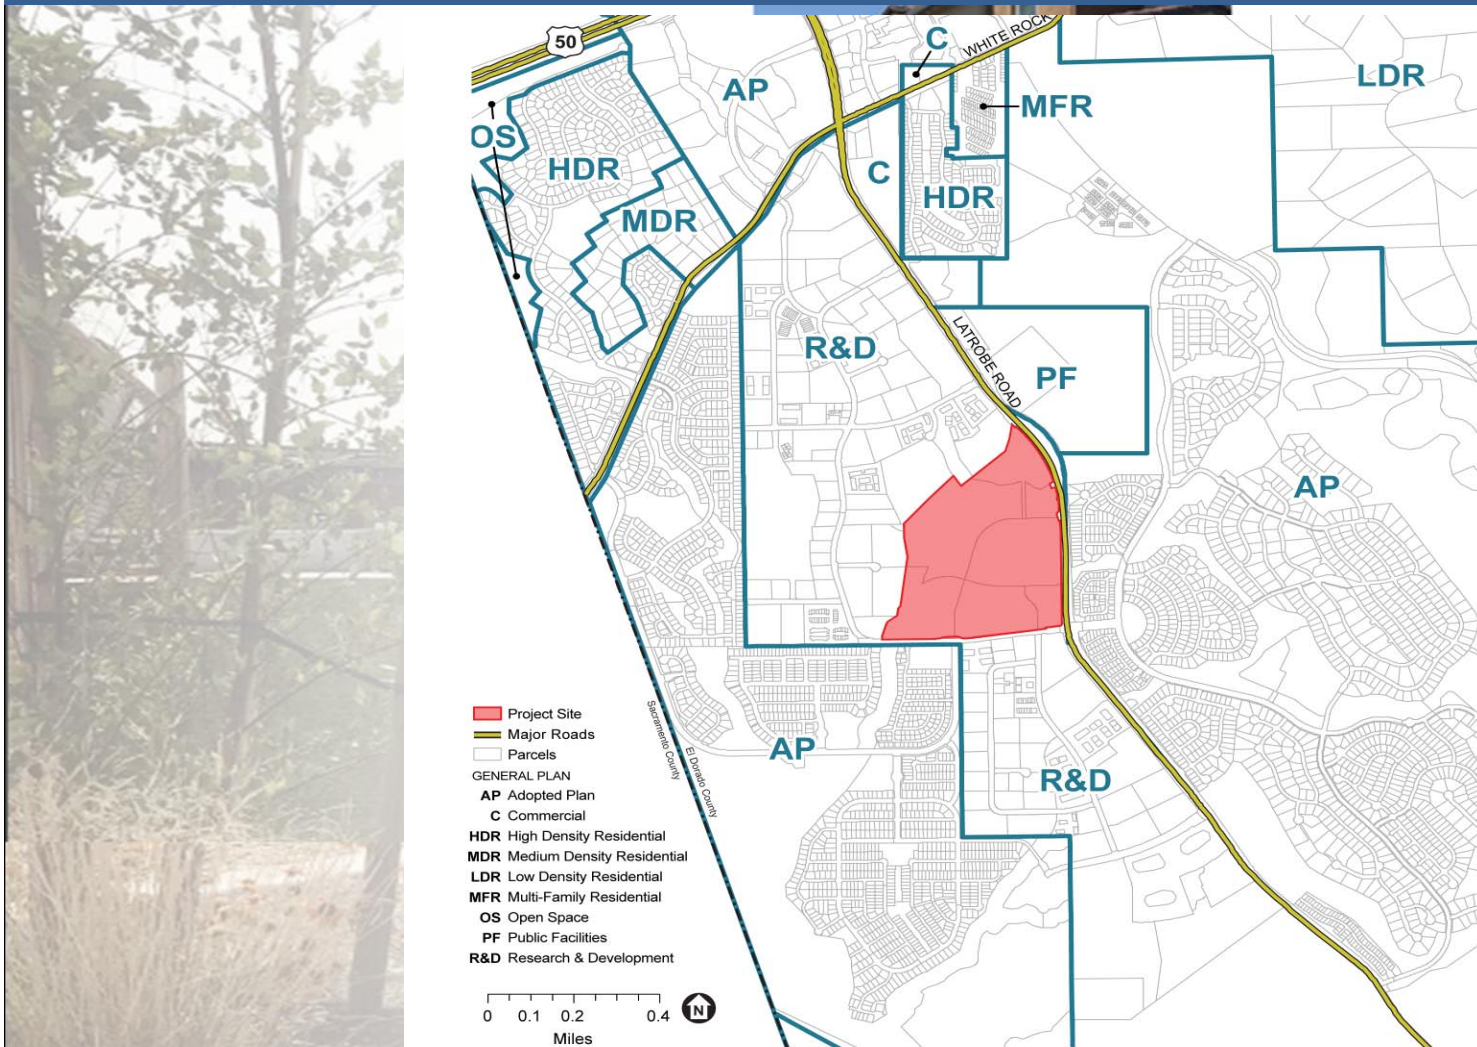 50
WHITE ROCK
C
AP
LDR
MFR
OS
HDR
C
HDR
MDR
R&D
LATROBE ROAD
PF
AP
Sacramento County
El Dorado County
AP
R&D
Project Site
Major Roads
Parcels
GENERAL PLAN
AP Adopted Plan
C Commercial
HDR High Density Residential
MDR Medium Density Residential
LDR Low Density Residential
MFR Multi-Family Residential
OS Open Space
PF Public Facilities
R&D Research & Development
0 0.1 0.2 0.4
Miles
N